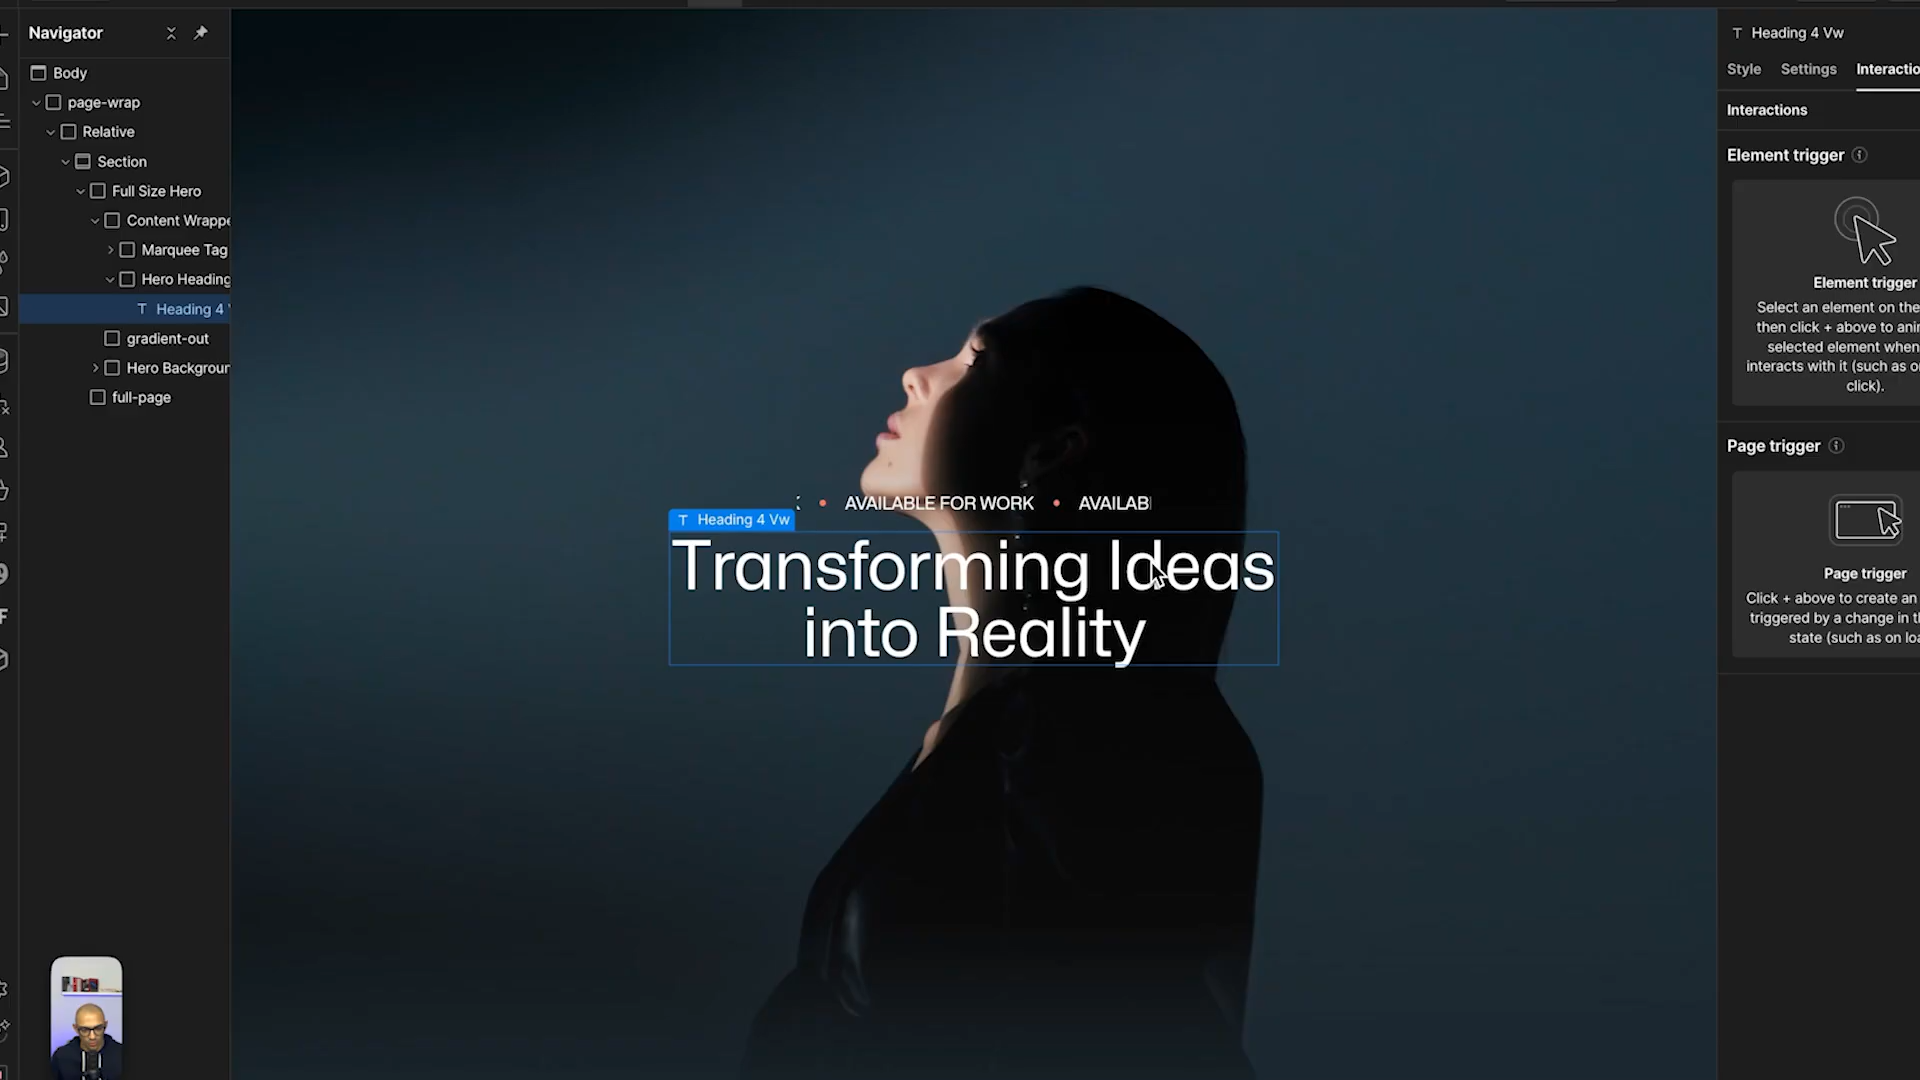 Navigator
Body
page-wrap
Relative
Section
Full Size Hero
Content Wrappe
Marquee Tag
Hero Heading
Heading 4
gradient-out
Hero Backgroun
full-page
AVAILABLE FOR WORK
AVAILAB
Heading 4 Vw
Transforming Ideas
into Reality
Heading 4 Vw
Style Settings Interactio
Interactions
Element trigger
Element trigger
Select an element on the
then click + above to ani
selected element when
interacts with it (such as o
click).
Page trigger
Page trigger
Click + above to create an
triggered by a change in t
state (such as on loa